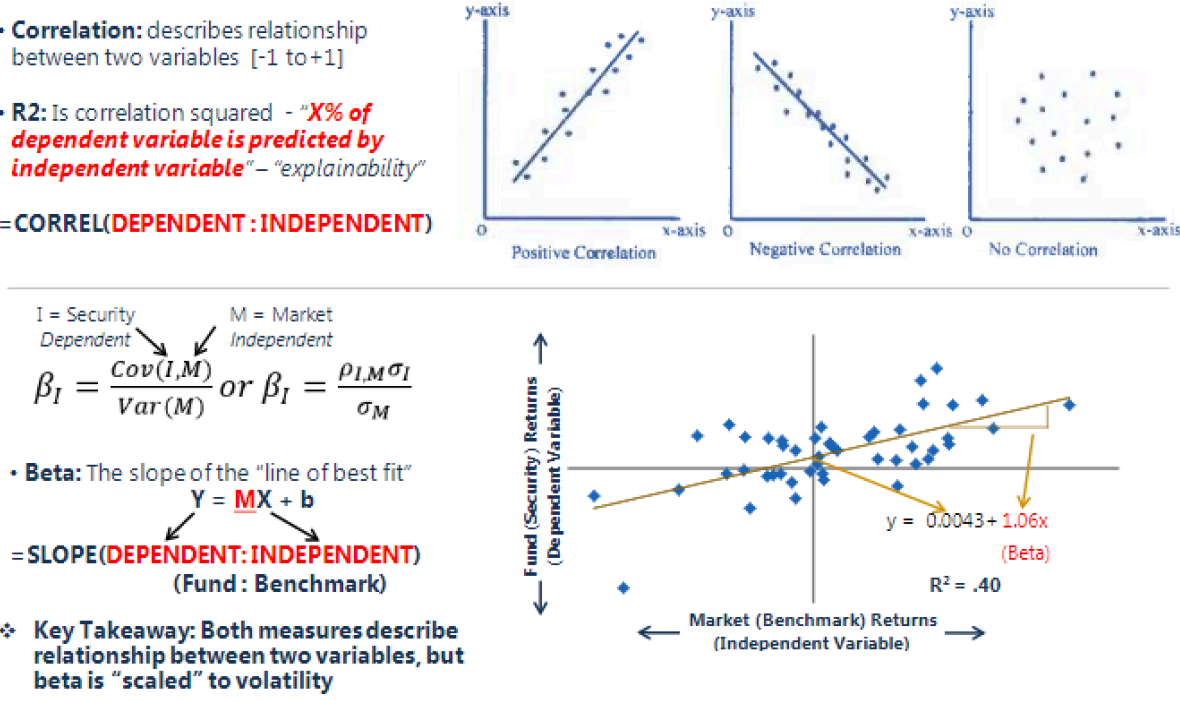 • Correlation: describes relationship
between two variables [-1 to +1]
• R2: Is correlation squared - “X% of
dependent variable is predicted by
independent variable” – “explainability”
=CORREL(DEPENDENT : INDEPENDENT)
y-axis
0
x-axis
Positive Correlation
y-axis
0
x-axis
Negative Correlation
y-axis
0
x-axis
No Correlation
I = Security
Dependent
M = Market
Independent
β_I = Cov(I,M) / Var(M) or β_I = ρ_I,M σ_I / σ_M
• Beta: The slope of the “line of best fit”
Y = MX + b
=SLOPE(DEPENDENT: INDEPENDENT)
(Fund : Benchmark)
❖ Key Takeaway: Both measures describe
relationship between two variables, but
beta is “scaled” to volatility
Fund (Security) Returns
(Dependent Variable)
y = 0.0043+ 1.06x
(Beta)
R² = .40
Market (Benchmark) Returns
(Independent Variable)